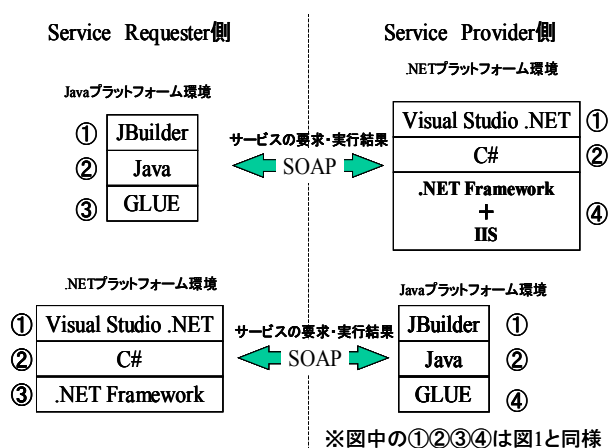 Service Requester側
Service Provider側
Javaプラットフォーム環境
① JBuilder
② Java
③ GLUE
サービスの要求・実行結果
SOAP
.NETプラットフォーム環境
Visual Studio .NET ①
C# ②
.NET Framework
+
IIS
④
.NETプラットフォーム環境
① Visual Studio .NET
② C#
③ .NET Framework
サービスの要求・実行結果
SOAP
Javaプラットフォーム環境
JBuilder ①
Java ②
GLUE ④
※図中の①②③④は図1と同様